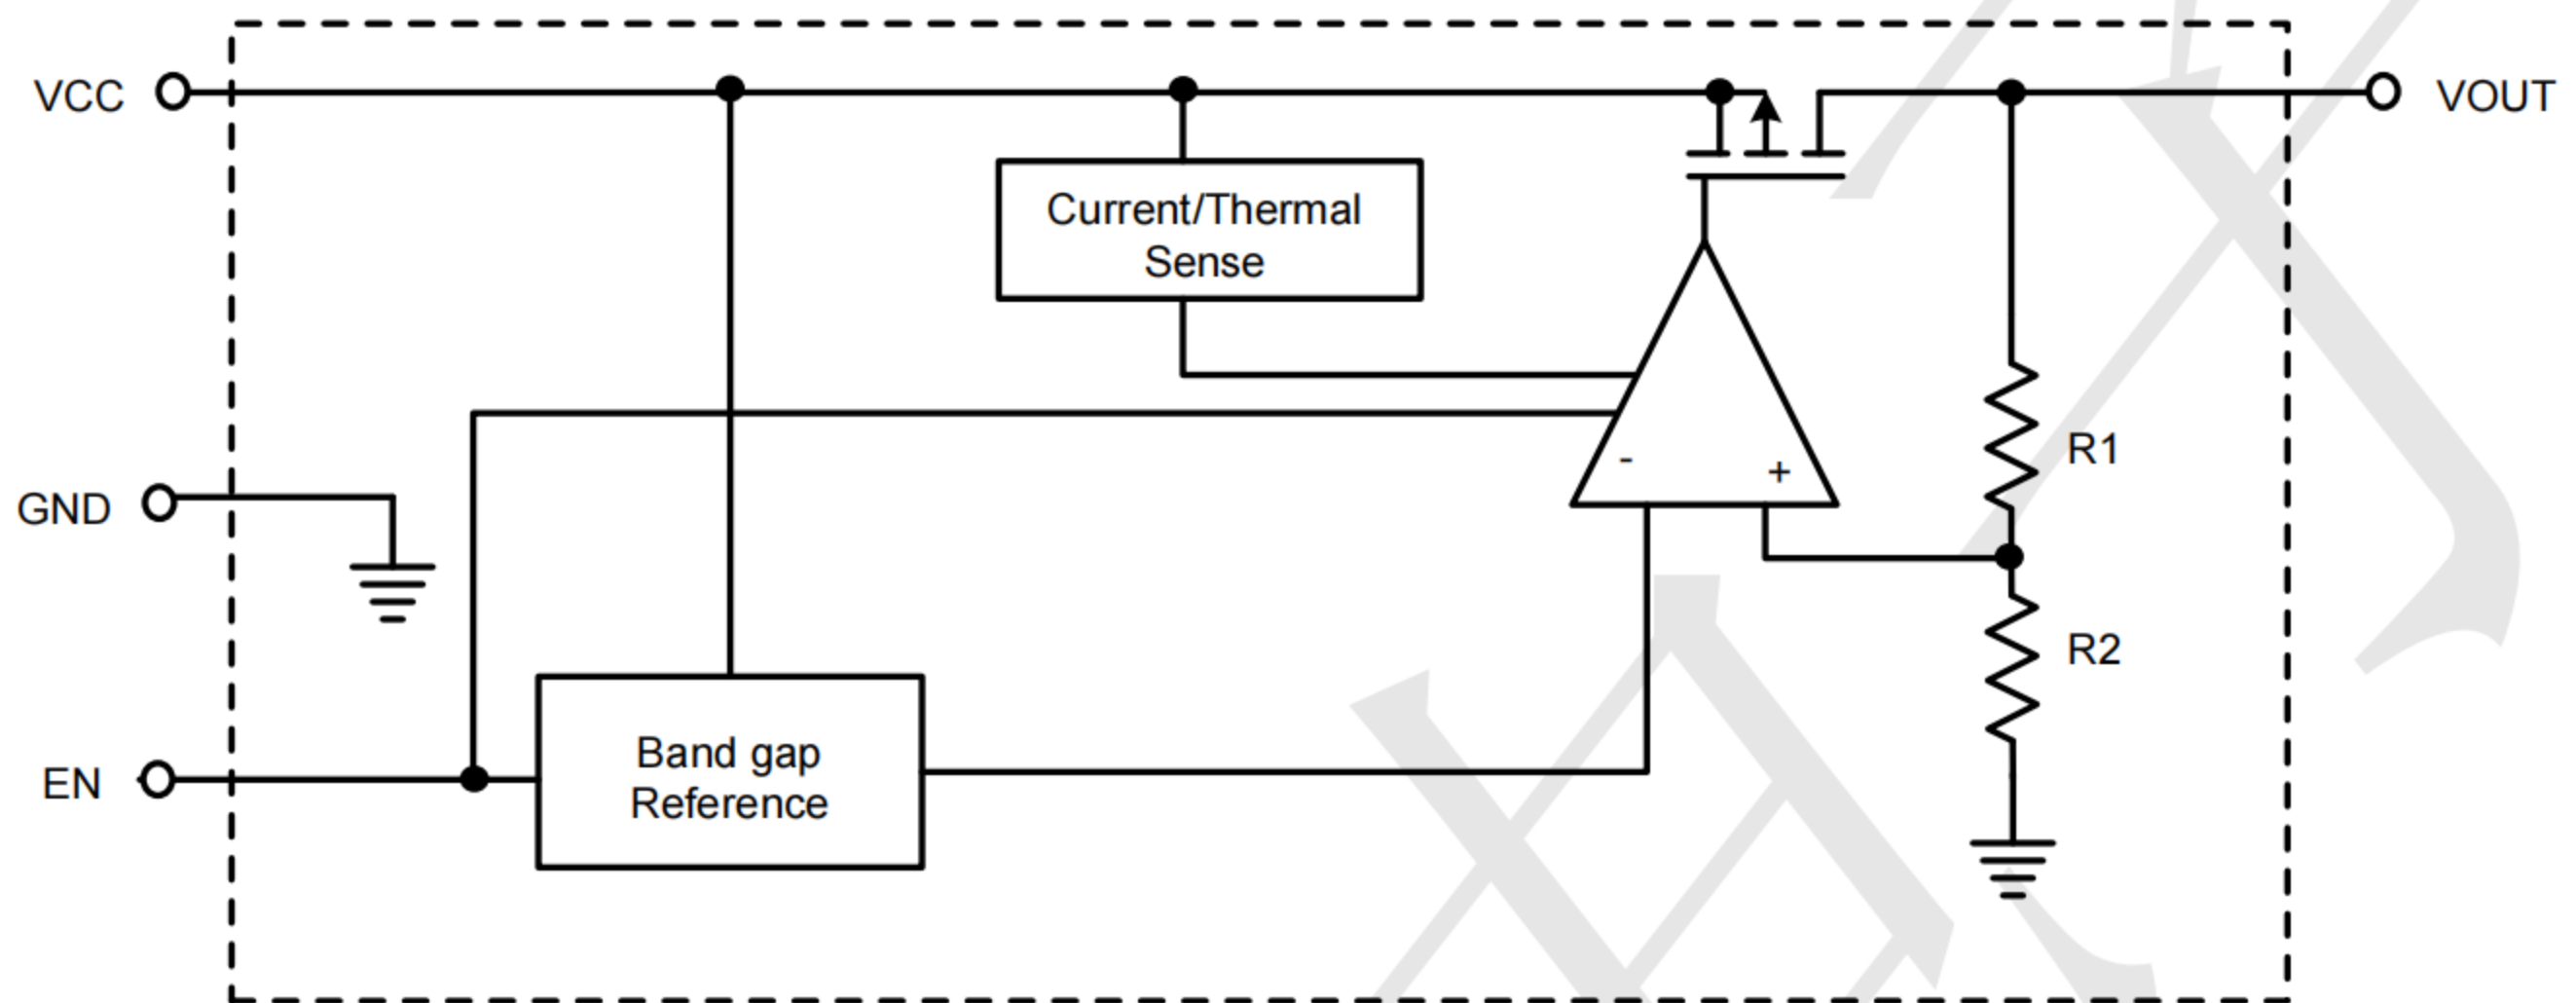 VCC
VOUT
Current/Thermal
Sense
-
+
R1
GND
R2
EN
Band gap
Reference